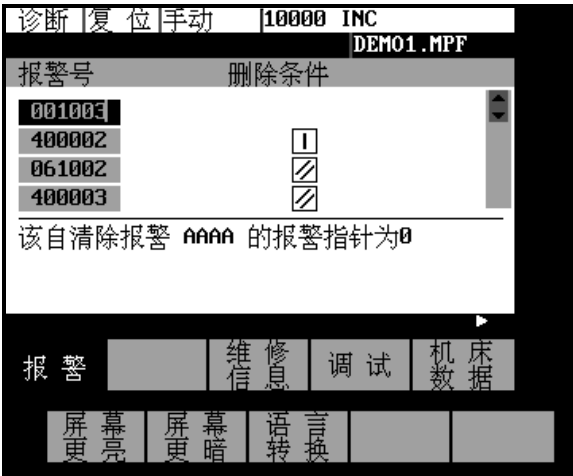 诊断 复 位 手动 10000 INC
DEMO1.MPF
报警号 删除条件
001003
400002
061002
400003
该自清除报警 AAAA 的报警指针为0
报 警 维 修 信 息 调 试 机 床 数 据
屏 幕 更 亮 屏 幕 更 暗 语 言 转 换